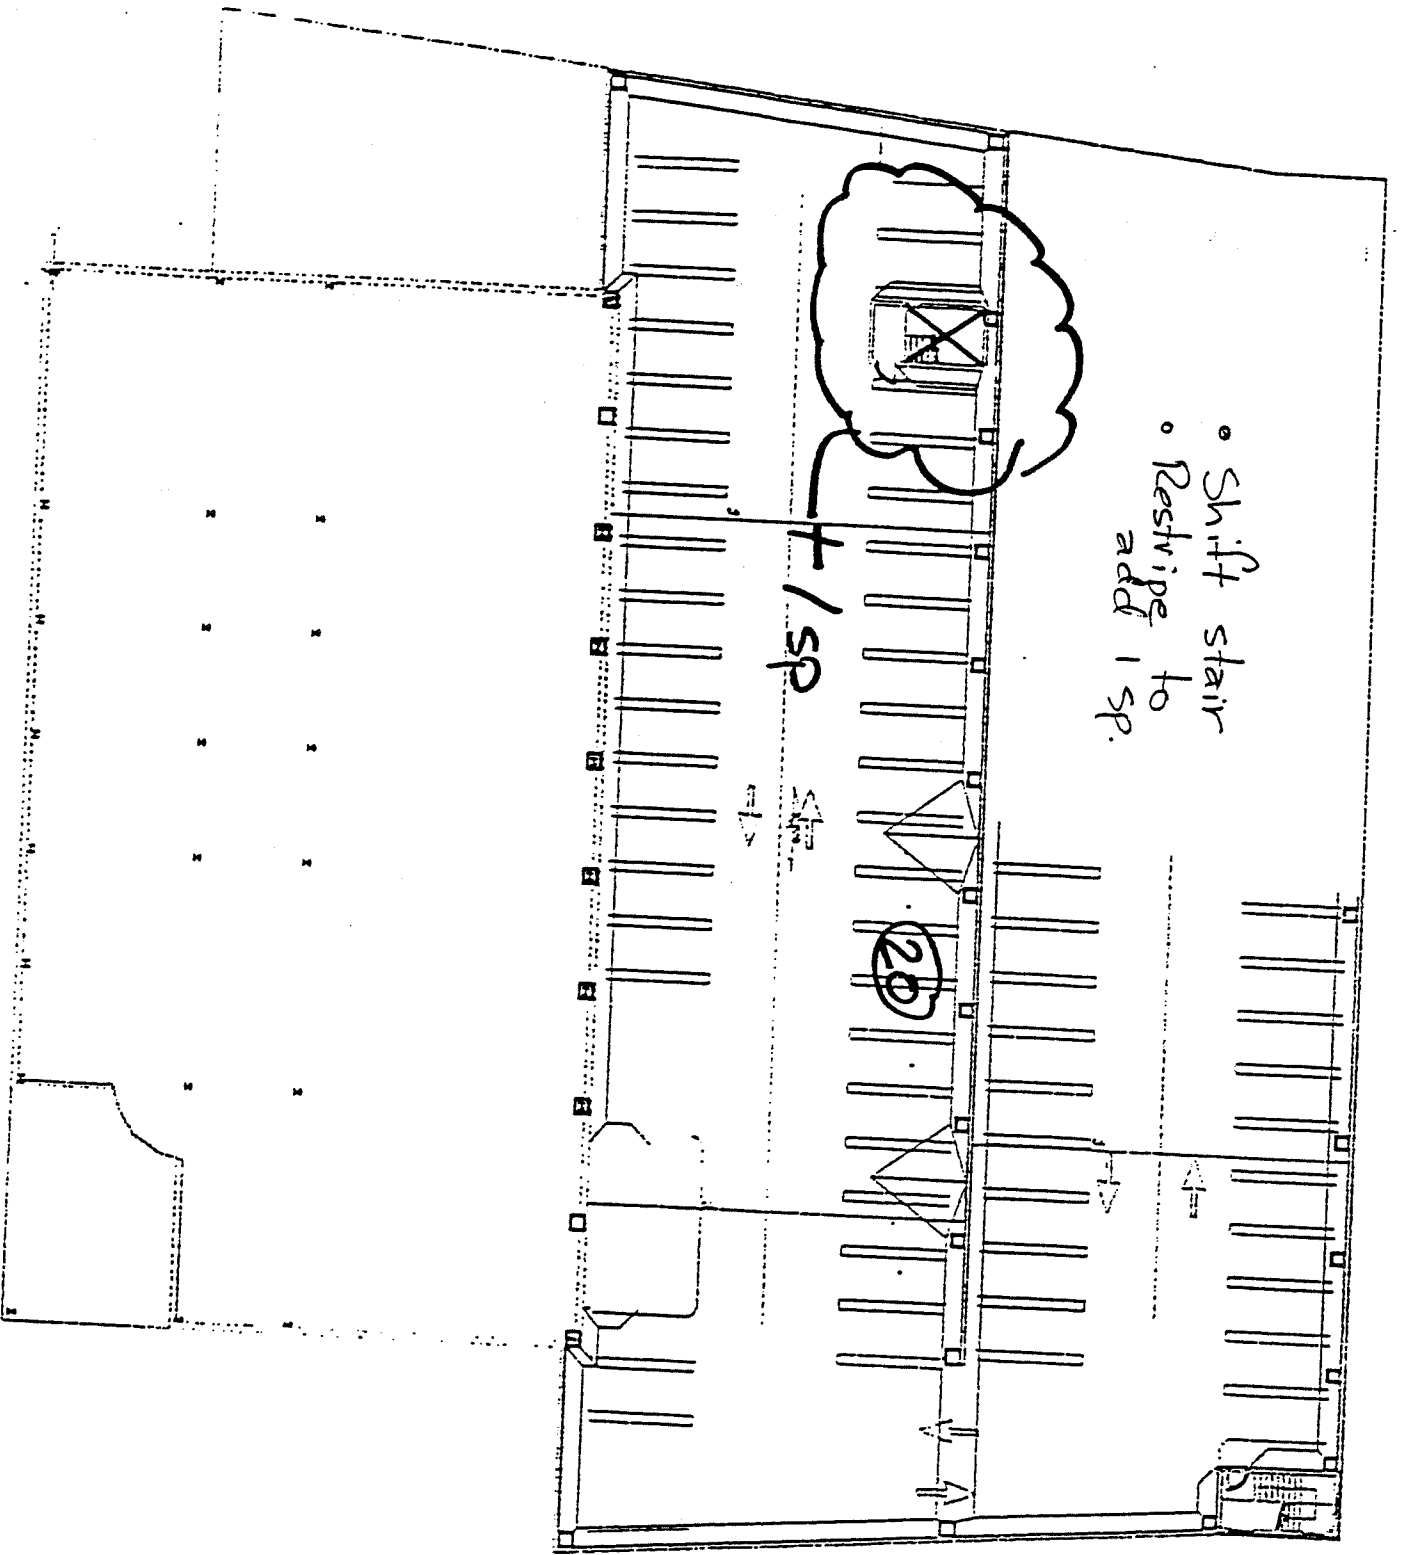 • Shift stair
• Restripe to
add 1 sp.
+ 1 sp
20